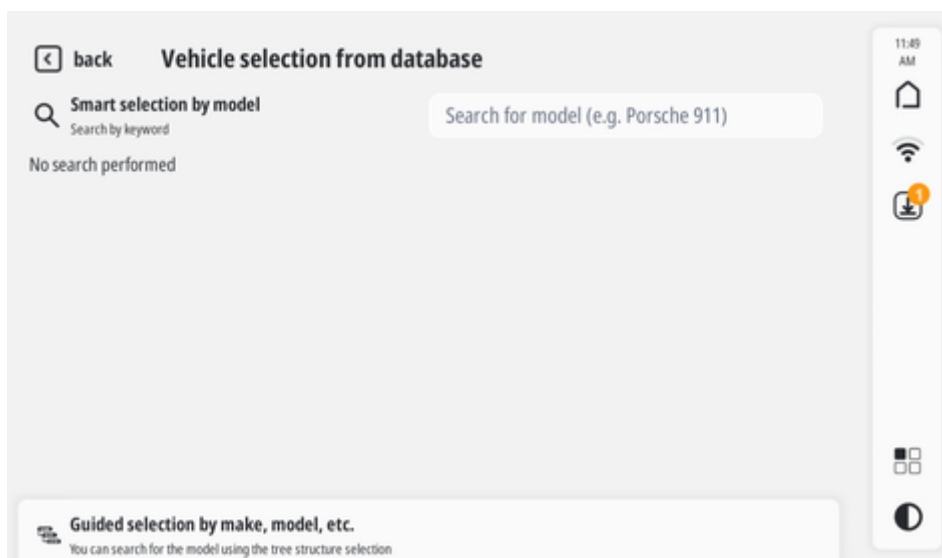 back
Vehicle selection from database
11:49
AM
Smart selection by model
Search by keyword
Search for model (e.g. Porsche 911)
No search performed
1
Guided selection by make, model, etc.
You can search for the model using the tree structure selection